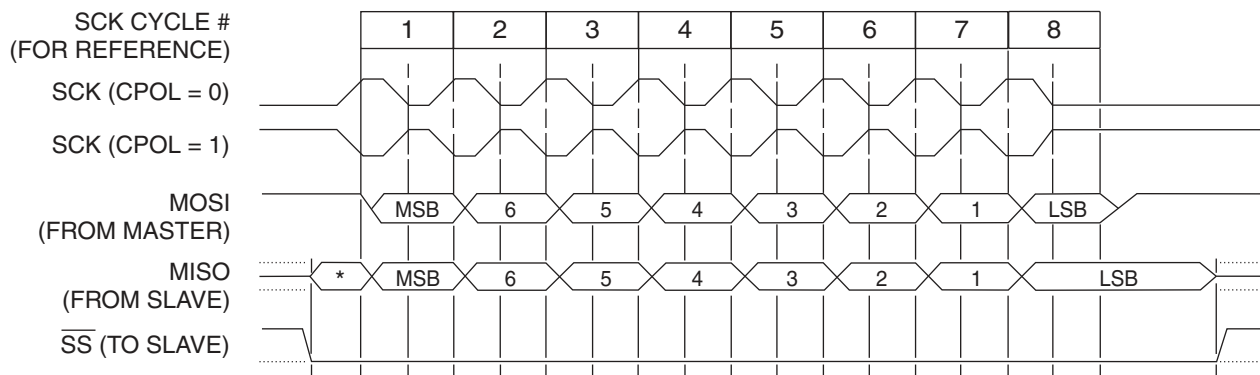 SCK CYCLE # 1 2 3 4 5 6 7 8
(FOR REFERENCE)
SCK (CPOL = 0)
SCK (CPOL = 1)
MOSI MSB 6 5 4 3 2 1 LSB
(FROM MASTER)
MISO * MSB 6 5 4 3 2 1 LSB
(FROM SLAVE)
SS (TO SLAVE)